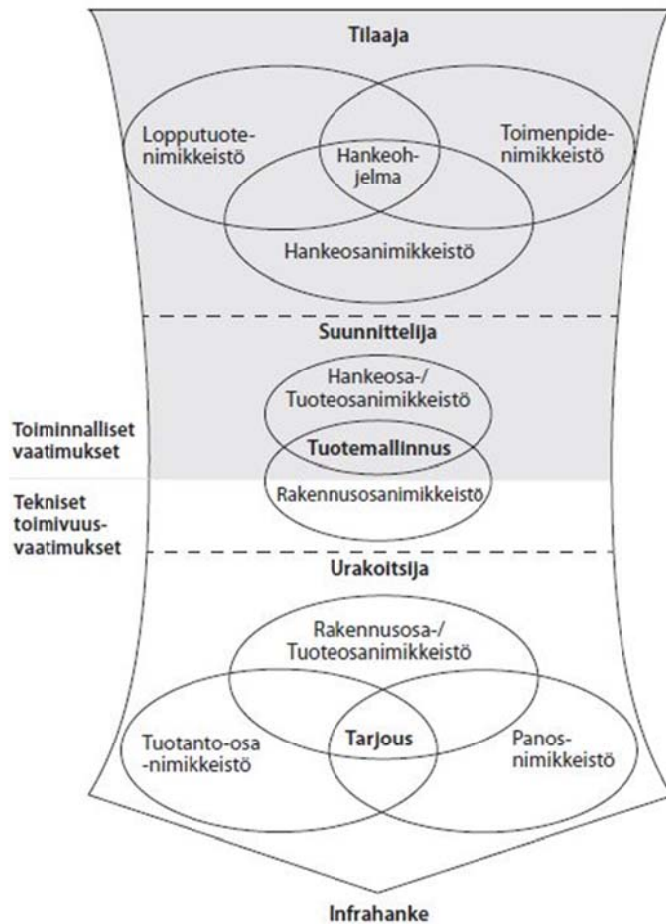 Tilaaja
Lopputuote-
nimikkeistö
Toimenpide-
nimikkeistö
Hankeoh-
jelma
Hankeosanimikkeistö
Suunnittelija
Hankeosa-/
Tuoteosanimikkeistö
Toiminnalliset
vaatimukset
Tuotemallinnus
Rakennusosanimikkeistö
Tekniset
toimivuus-
vaatimukset
Urakoitsija
Rakennusosa-/
Tuoteosanimikkeistö
Tuotanto-osa
-nimikkeistö
Tarjous
Panos-
nimikkeistö
Infrahanke